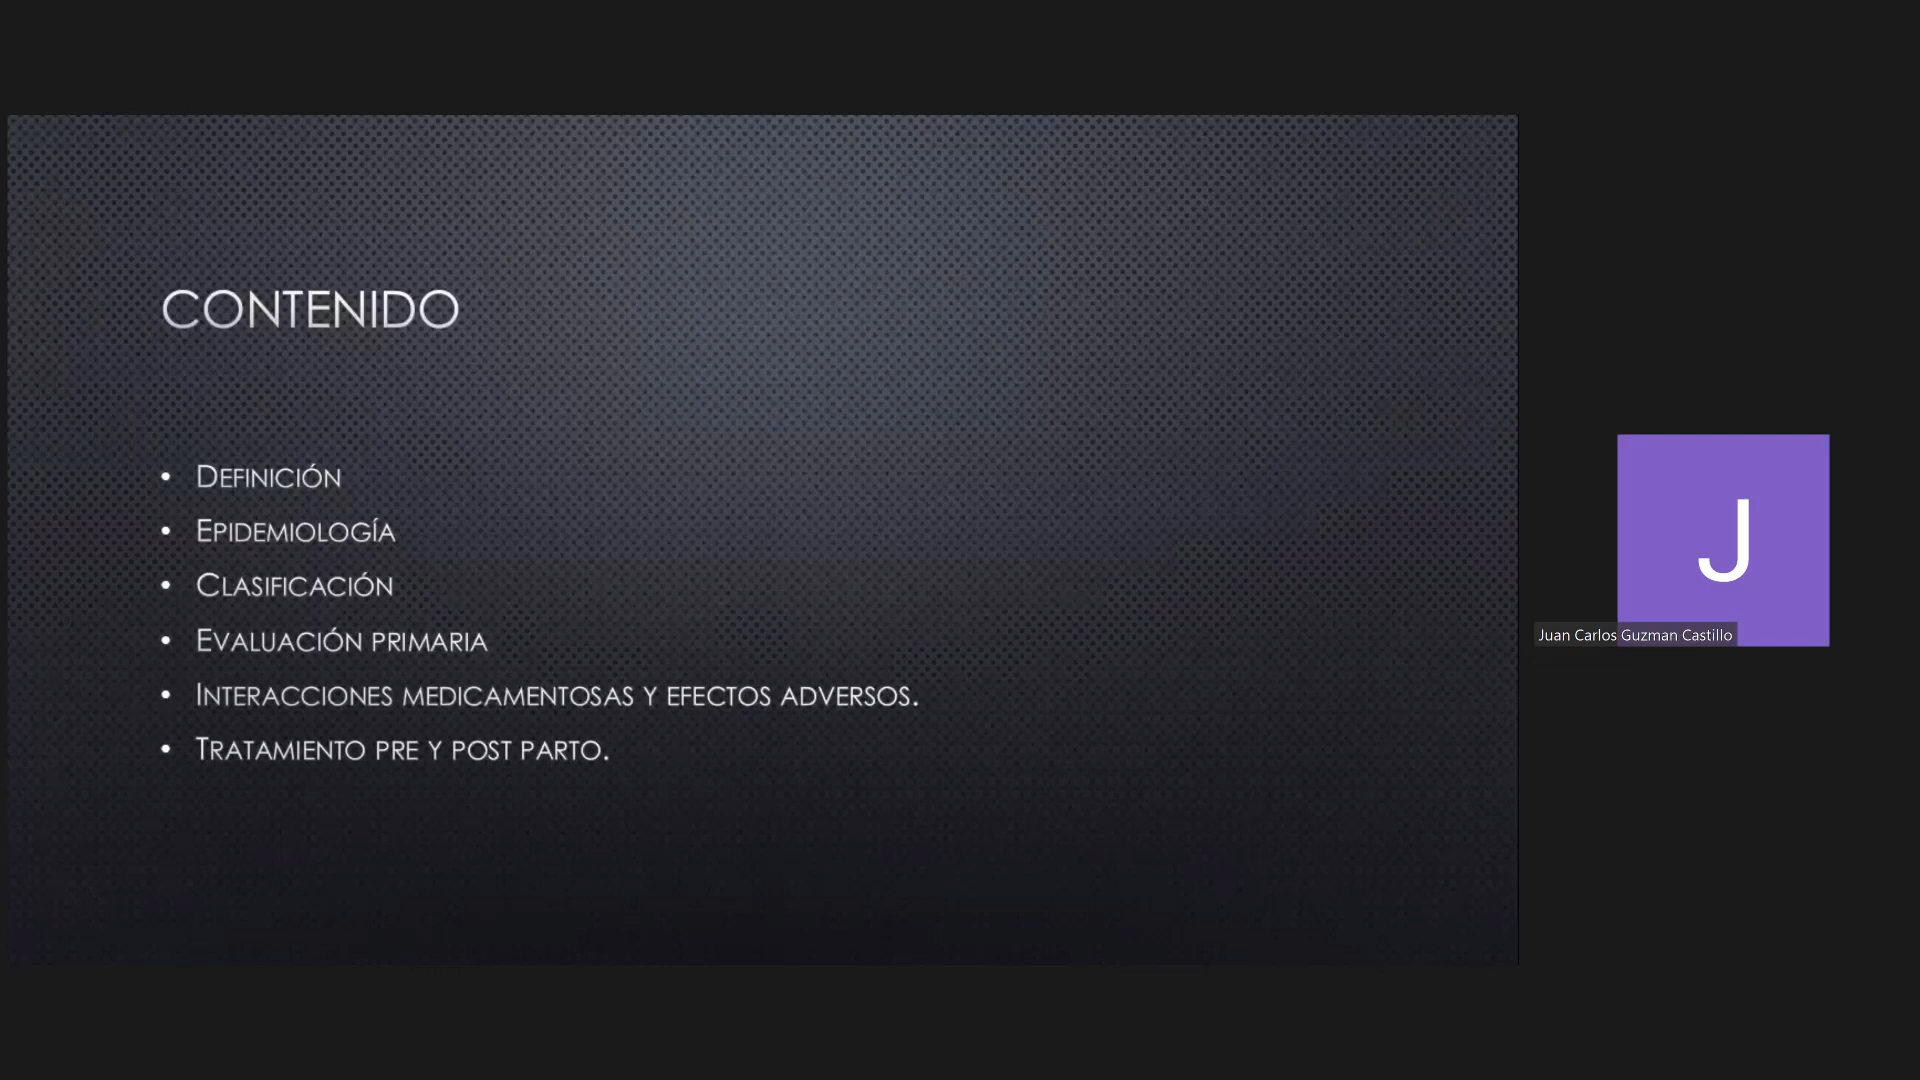 CONTENIDO
• DEFINICIÓN
• EPIDEMIOLOGÍA
• CLASIFICACIÓN
• EVALUACIÓN PRIMARIA
• INTERACCIONES MEDICAMENTOSAS Y EFECTOS ADVERSOS.
• TRATAMIENTO PRE Y POST PARTO.
J
Juan Carlos Guzman Castillo